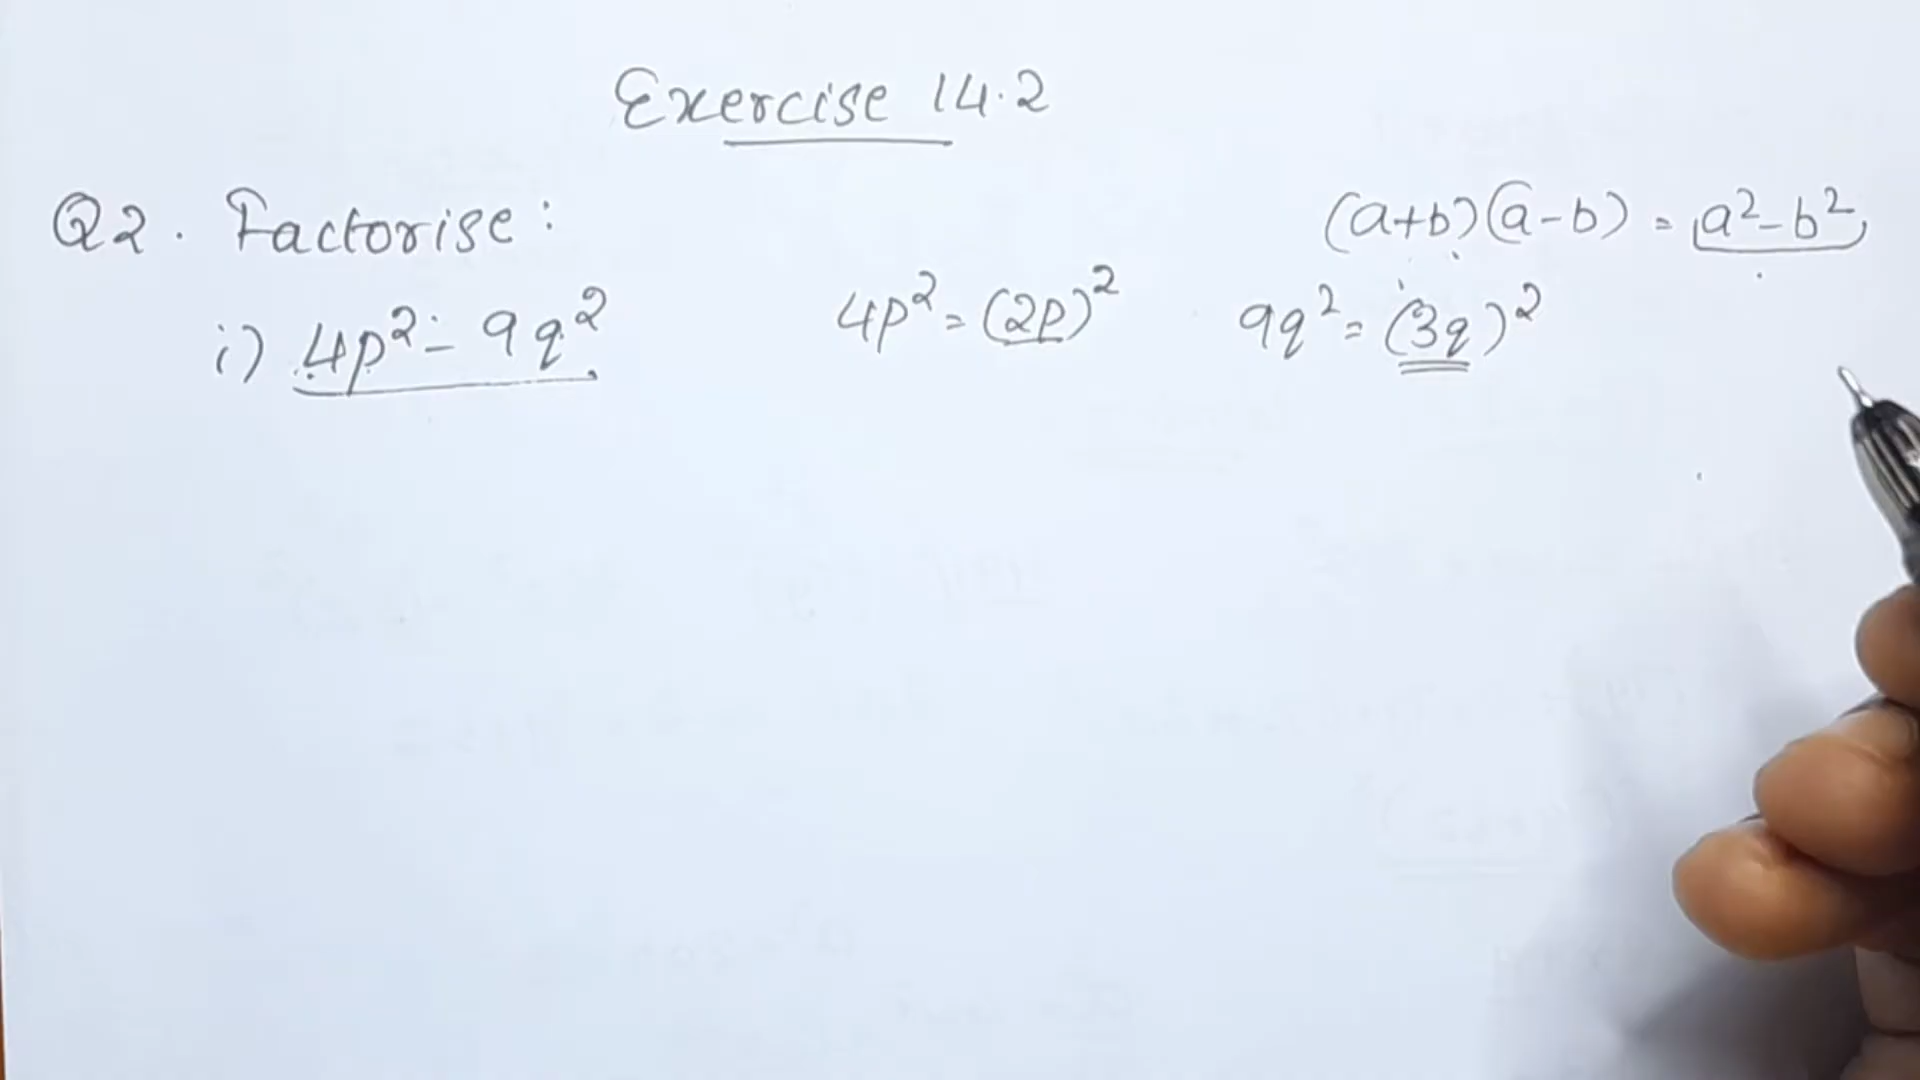 Exercise 14.2
Q2. Factorise:
(a+b)(a-b) = a²-b²
i) 4p² - 9q²
4p² = (2p)²
9q² = (3q)²